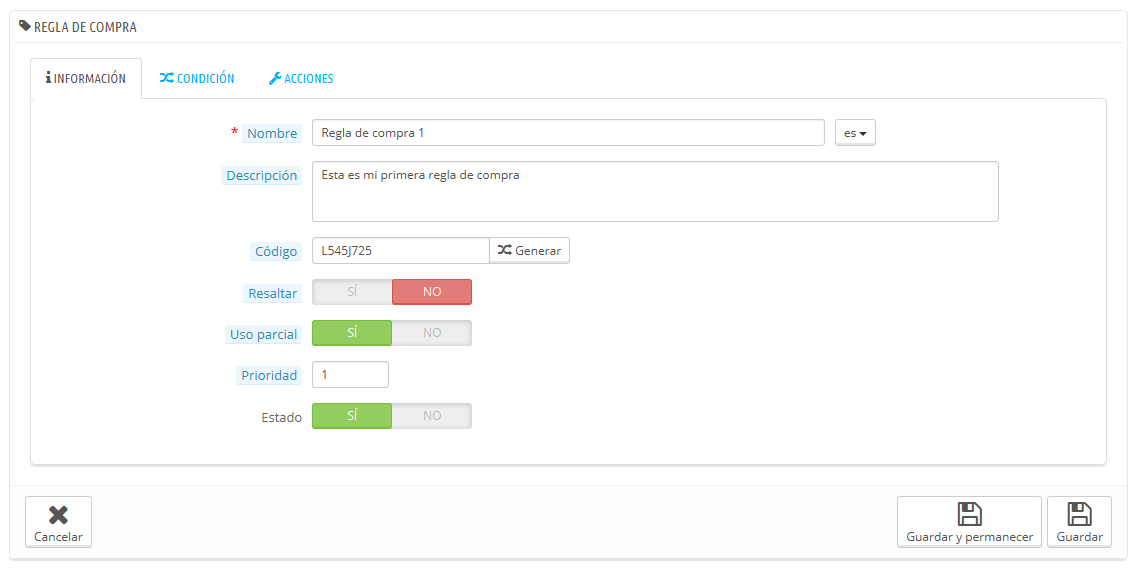 REGLA DE COMPRA
INFORMACIÓN CONDICIÓN ACCIONES
* Nombre Regla de compra 1 es
Descripción Esta es mi primera regla de compra
Código L545J725 Generar
Resaltar SÍ NO
Uso parcial SÍ NO
Prioridad 1
Estado SÍ NO
Cancelar Guardar y permanecer Guardar